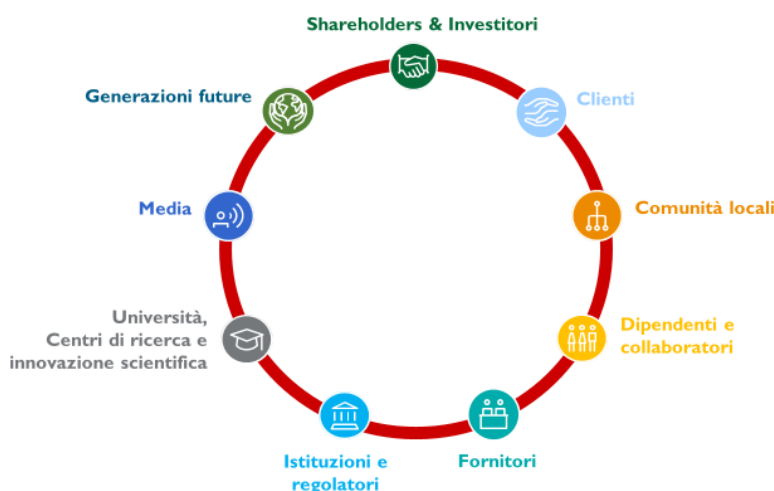 Shareholders & Investitori
Generazioni future
Clienti
Media
Comunità locali
Università,
Centri di ricerca e
innovazione scientifica
Dipendenti e
collaboratori
Istituzioni e
regolatori
Fornitori